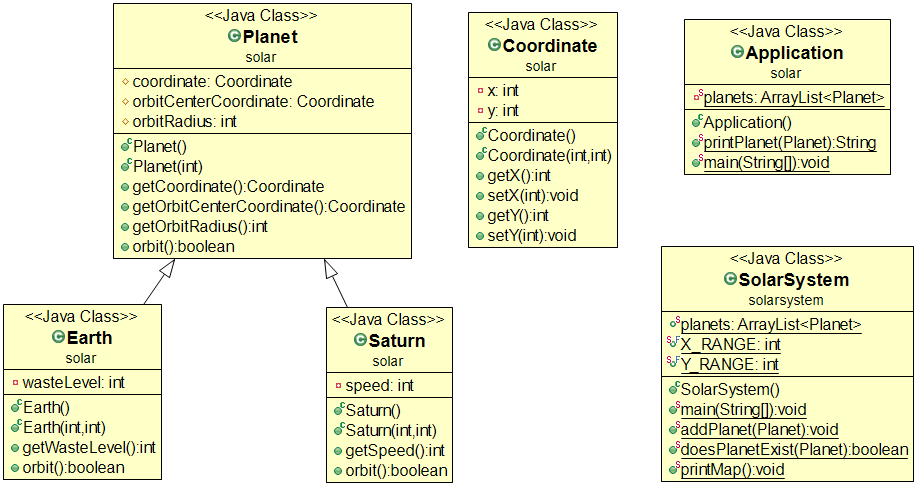 <<Java Class>>
Planet
solar
coordinate: Coordinate
orbitCenterCoordinate: Coordinate
orbitRadius: int
Planet()
Planet(int)
getCoordinate():Coordinate
getOrbitCenterCoordinate():Coordinate
getOrbitRadius():int
orbit():boolean
<<Java Class>>
Coordinate
solar
x: int
y: int
Coordinate()
Coordinate(int,int)
getX():int
setX(int):void
getY():int
setY(int):void
<<Java Class>>
Application
solar
planets: ArrayList<Planet>
Application()
printPlanet(Planet):String
main(String[]):void
<<Java Class>>
Earth
solar
wasteLevel: int
Earth()
Earth(int,int)
getWasteLevel():int
orbit():boolean
<<Java Class>>
Saturn
solar
speed: int
Saturn()
Saturn(int,int)
getSpeed():int
orbit():boolean
<<Java Class>>
SolarSystem
solarsystem
planets: ArrayList<Planet>
X_RANGE: int
Y_RANGE: int
SolarSystem()
main(String[]):void
addPlanet(Planet):void
doesPlanetExist(Planet):boolean
printMap():void